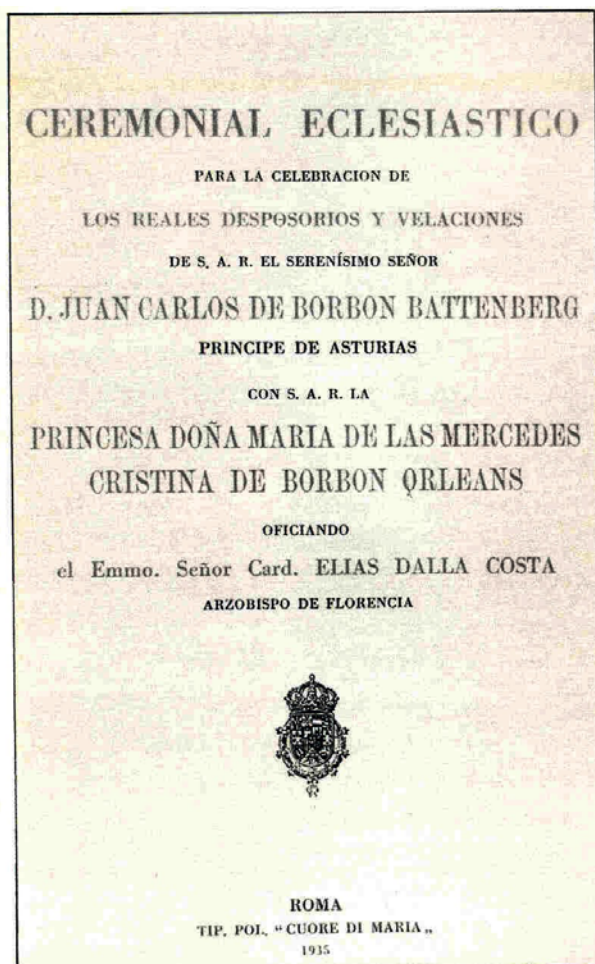 CEREMONIAL ECLESIASTICO
PARA LA CELEBRACION DE
LOS REALES DESPOSORIOS Y VELACIONES
DE S. A. R. EL SERENÍSIMO SEÑOR
D. JUAN CARLOS DE BORBON BATTENBERG
PRINCIPE DE ASTURIAS
CON S. A. R. LA
PRINCESA DOÑA MARIA DE LAS MERCEDES
CRISTINA DE BORBON ORLEANS
OFICIANDO
el Emmo. Señor Card. ELIAS DALLA COSTA
ARZOBISPO DE FLORENCIA
ROMA
TIP. POL. "CUORE DI MARIA„
1935